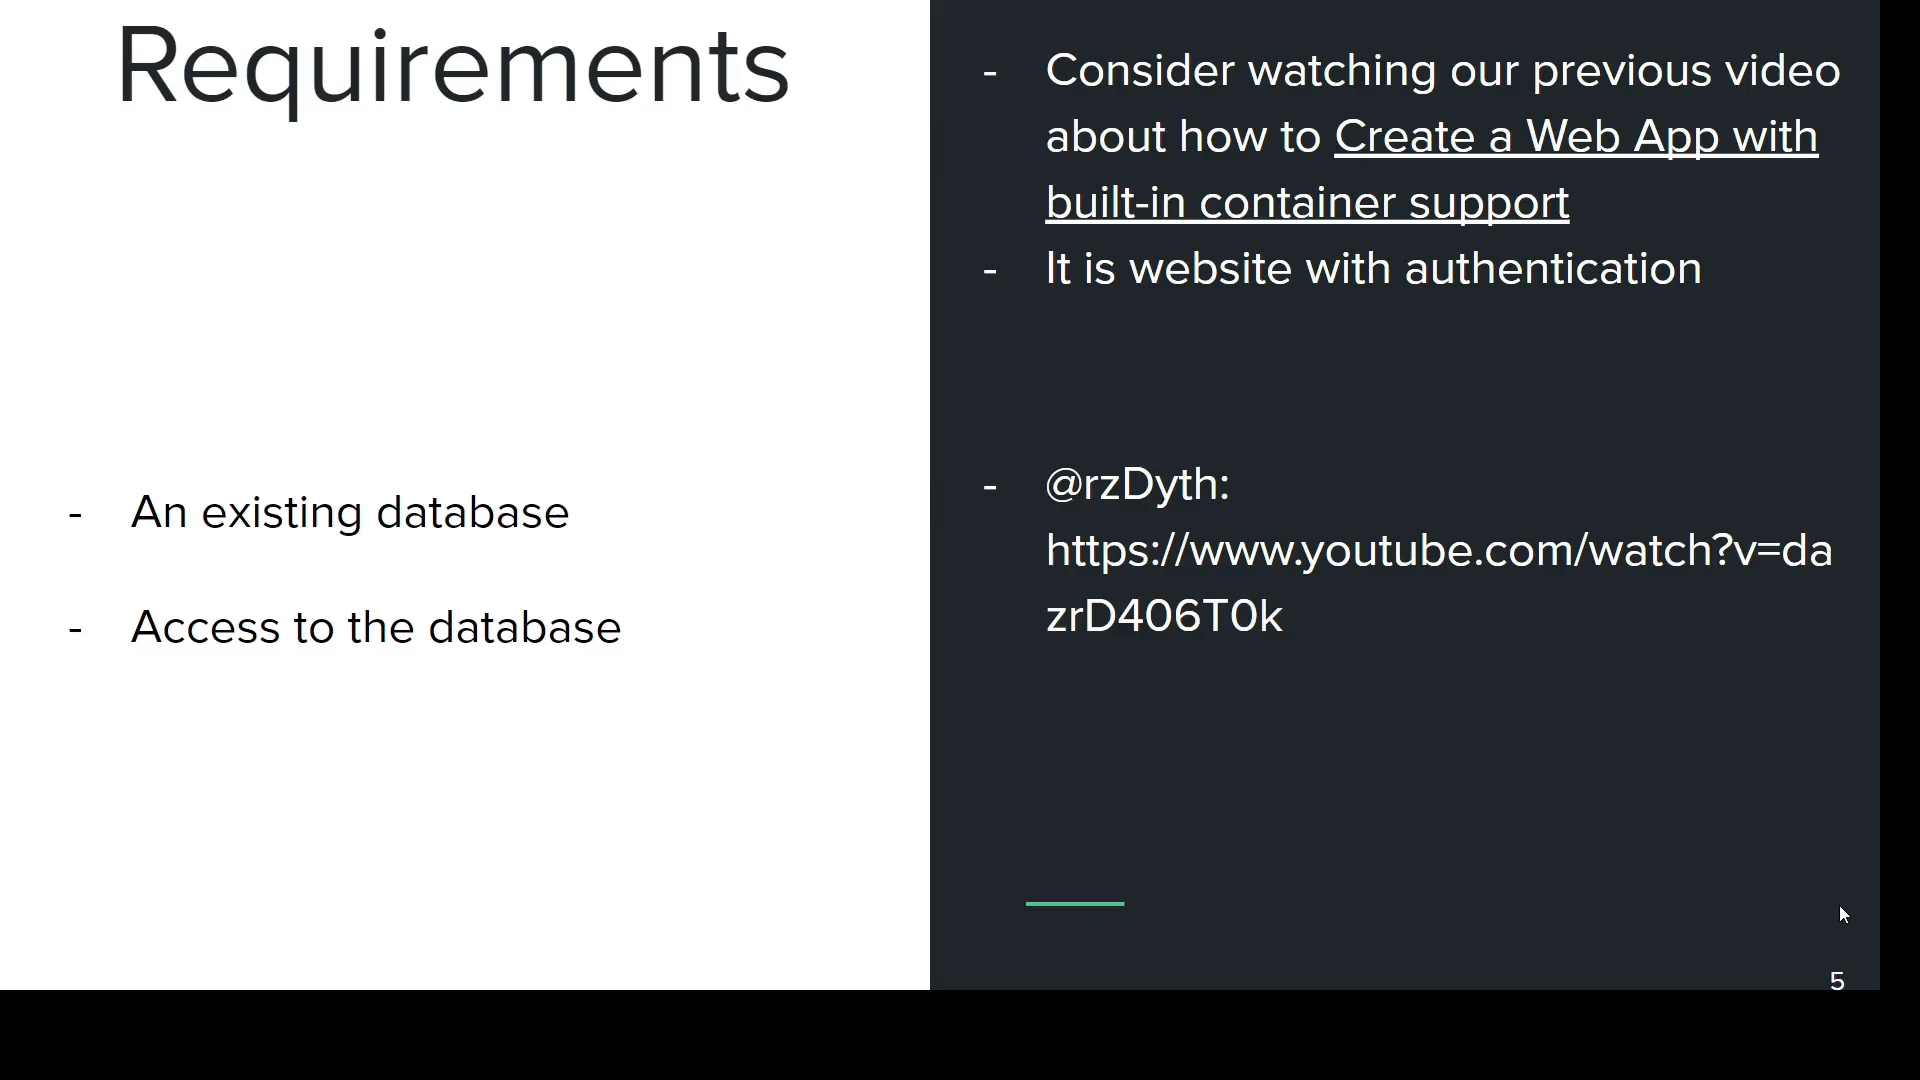 Requirements
- An existing database
- Access to the database
- Consider watching our previous video
about how to Create a Web App with
built-in container support
- It is website with authentication
- @rzDyth:
https://www.youtube.com/watch?v=da
zrD406T0k
5